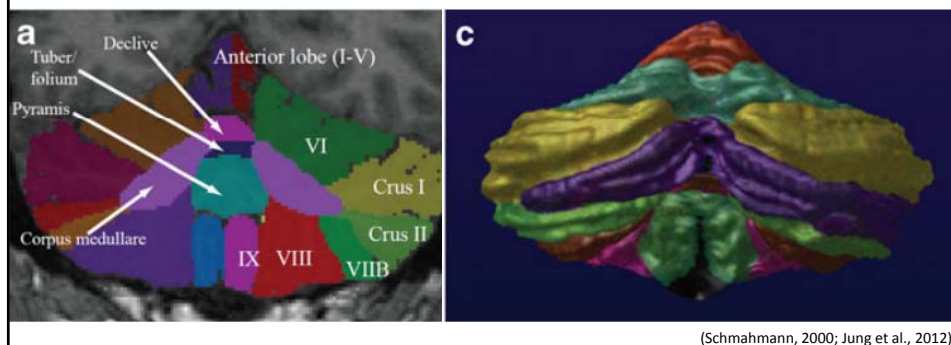 a
Declive
Anterior lobe (I-V)
c
Tuber/
folium
Pyramis
VI
Crus I
Corpus medullare
Crus II
IX
VIII
VIIB
(Schmahmann, 2000; Jung et al., 2012)